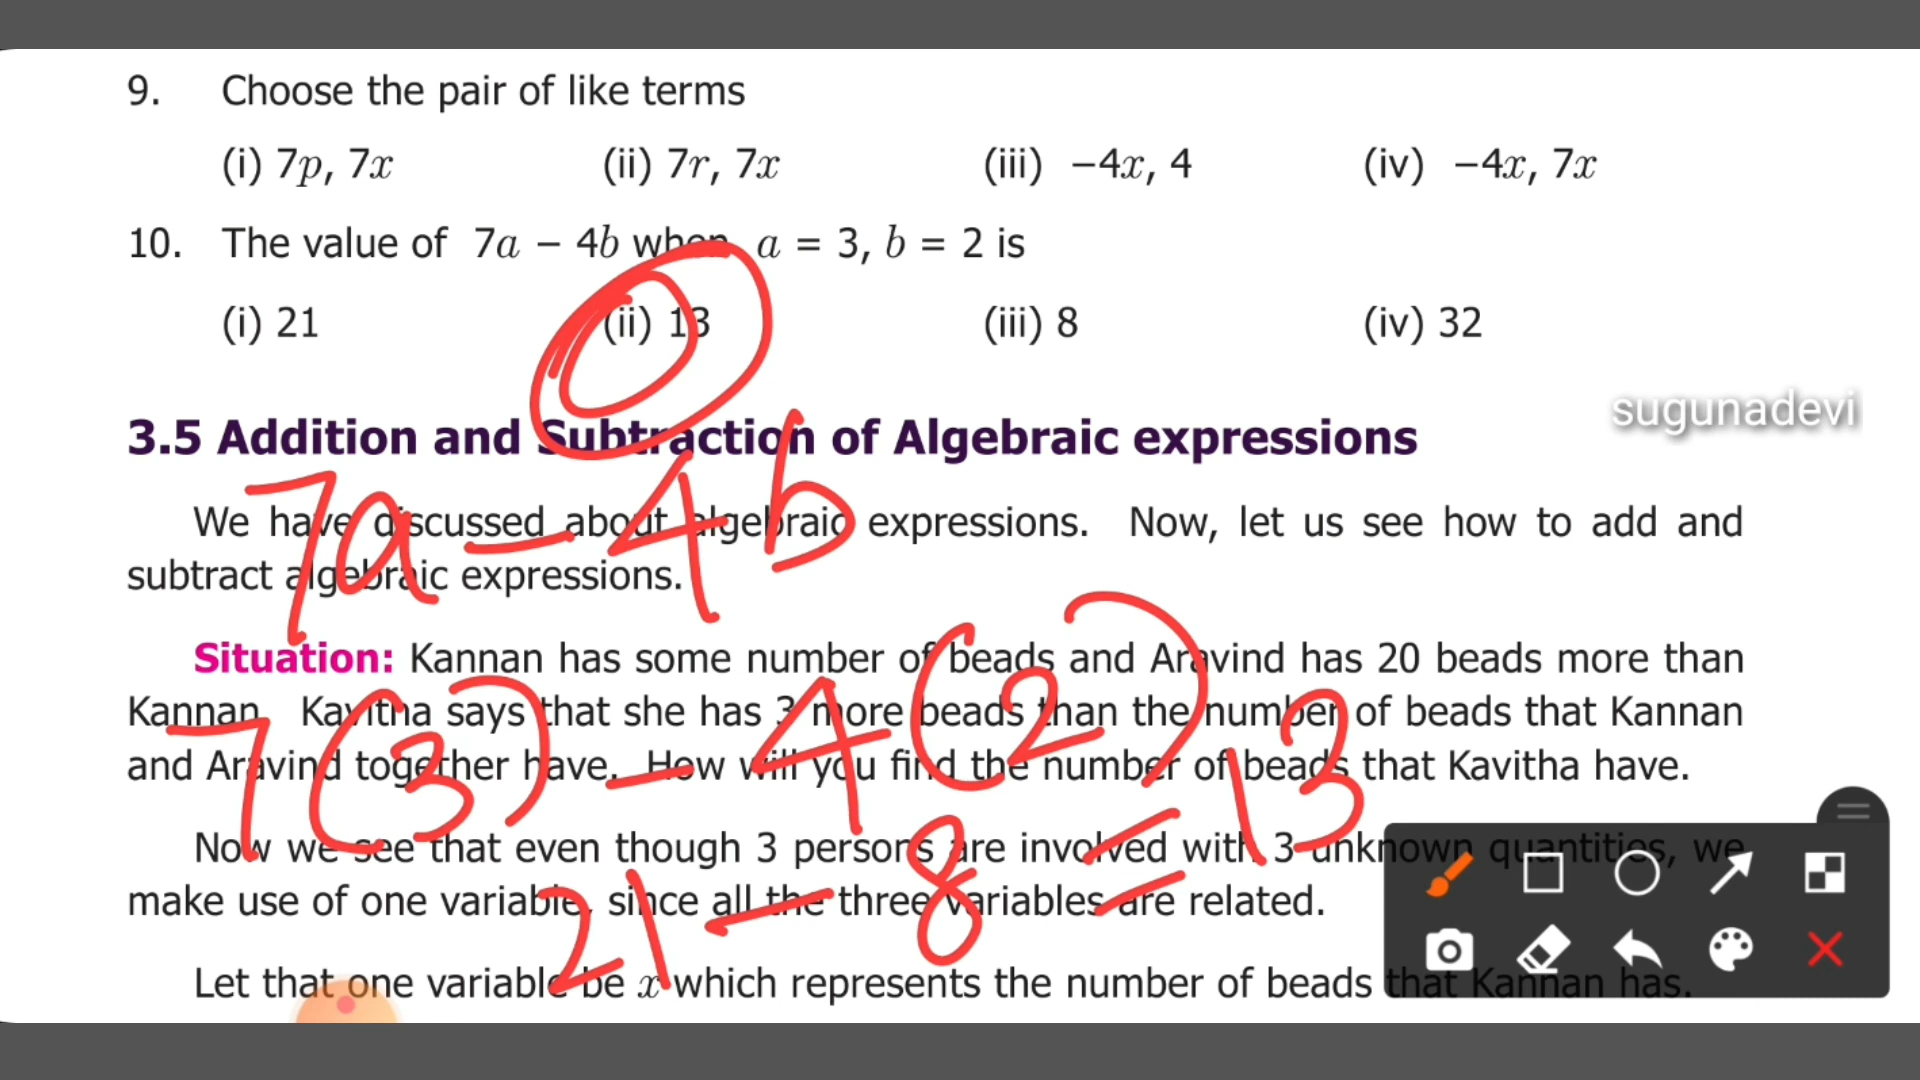 9. Choose the pair of like terms
(i) 7p, 7x (ii) 7r, 7x (iii) −4x, 4 (iv) −4x, 7x
10. The value of 7a − 4b when a = 3, b = 2 is
(i) 21 (ii) 13 (iii) 8 (iv) 32
sugunadevi
3.5 Addition and Subtraction of Algebraic expressions
7a − 4b
We have discussed about algebraic expressions. Now, let us see how to add and
subtract algebraic expressions.
Situation: Kannan has some number of beads and Aravind has 20 beads more than
Kannan. Kavitha says that she has 3 more beads than the number of beads that Kannan
and Aravind together have. How will you find the number of beads that Kavitha have.
7(3) − 4(2)
Now we see that even though 3 persons are involved with 3 unknown quantities, we
make use of one variable, since all the three variables are related.
21 − 8 = 13
Let that one variable be x which represents the number of beads that Kannan has.